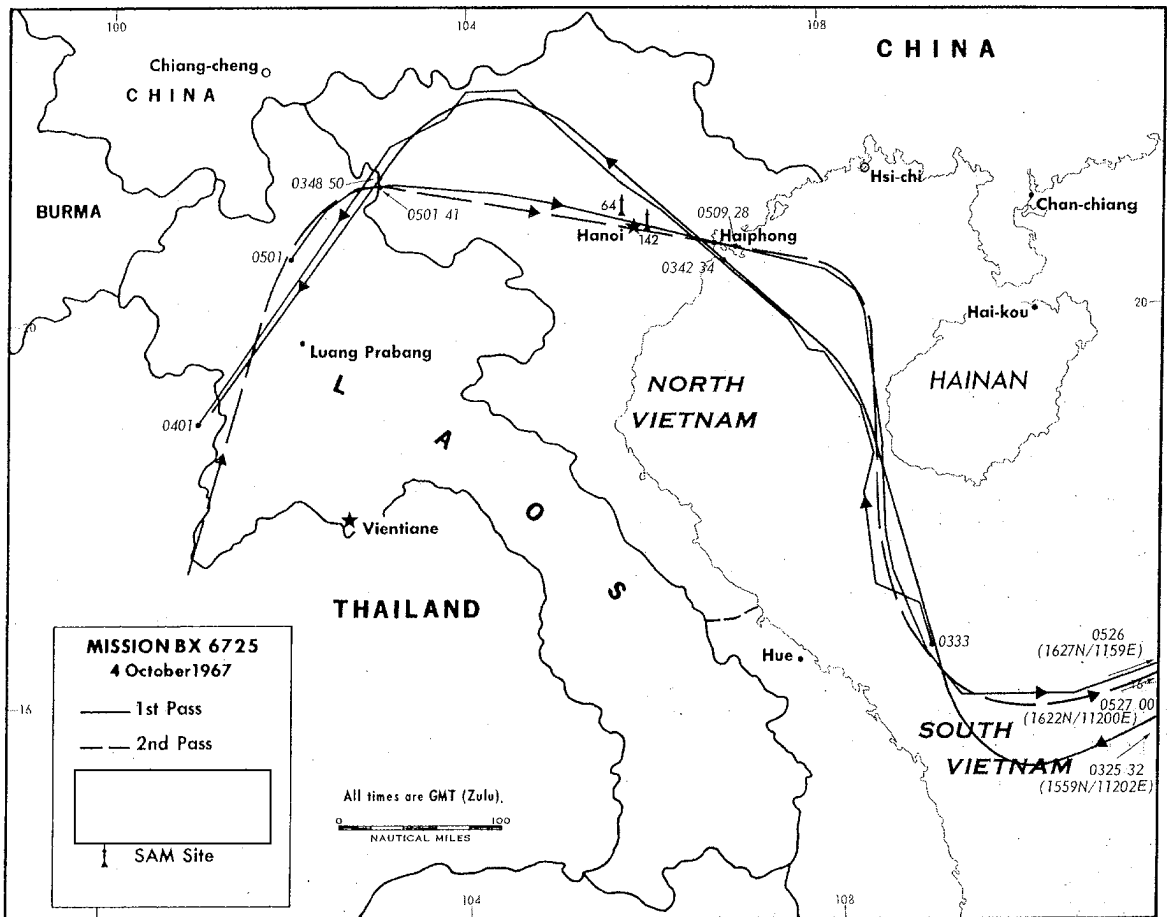 100
104
108
CHINA
Chiang-cheng
CHINA
Hsi-chi
0348 50
Chan-chiang
BURMA
0501 41
64
0509 28
Hanoi
142
Haiphong
0501
0342 34
20
20
Hai-kou
Luang Prabang
NORTH
VIETNAM
HAINAN
L
A
O
S
0401
Vientiane
THAILAND
0333
0526
(1627N/1159E)
Hue
MISSION BX 6725
4 October 1967
1st Pass
2nd Pass
SAM Site
16
16
0527 00
(1622N/11200E)
SOUTH
VIETNAM
0325 32
(1559N/11202E)
All times are GMT (Zulu).
0
100
NAUTICAL MILES
104
108